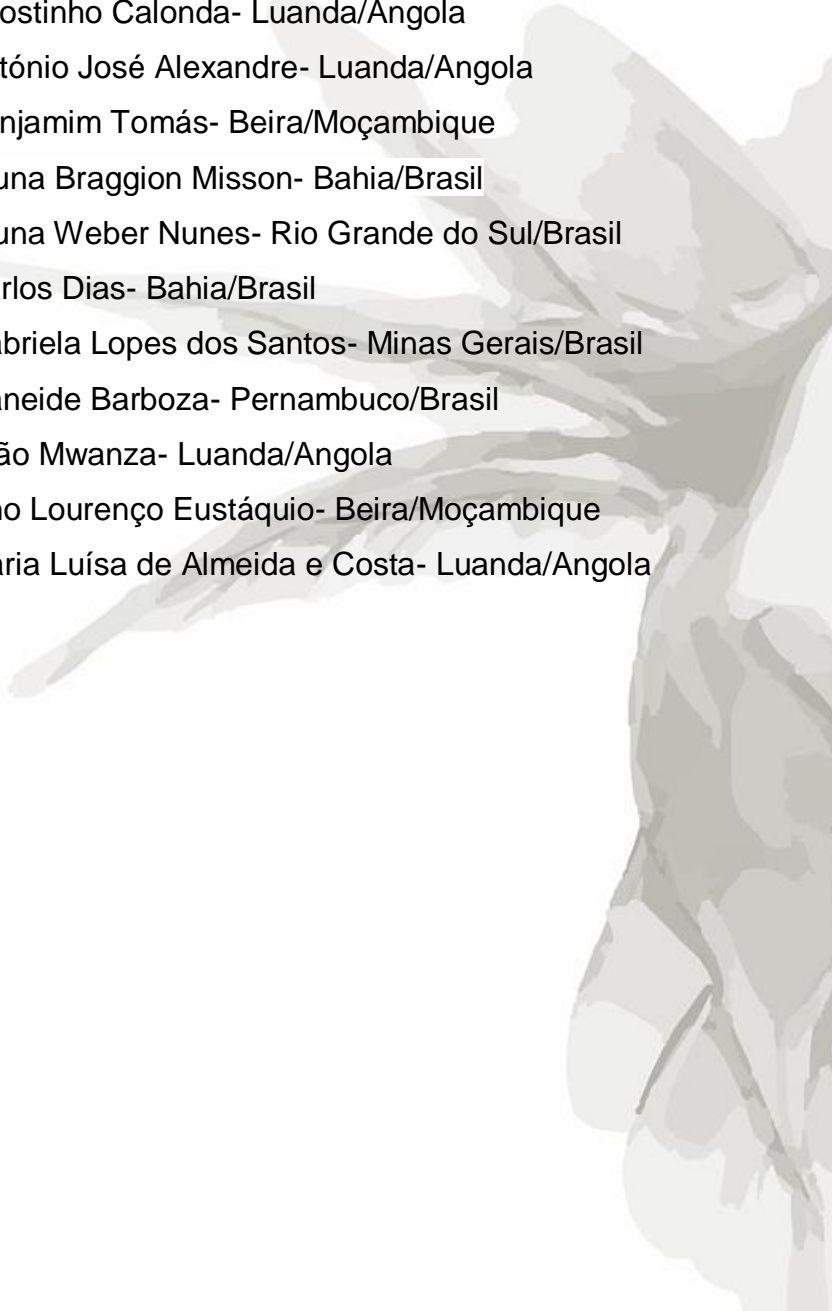 ostinho Calonda- Luanda/Angola
tónio José Alexandre- Luanda/Angola
njamim Tomás- Beira/Moçambique
una Braggion Misson- Bahia/Brasil
una Weber Nunes- Rio Grande do Sul/Brasil
rlos Dias- Bahia/Brasil
abriela Lopes dos Santos- Minas Gerais/Brasil
neide Barboza- Pernambuco/Brasil
ão Mwanza- Luanda/Angola
no Lourenço Eustáquio- Beira/Moçambique
aria Luísa de Almeida e Costa- Luanda/Angola